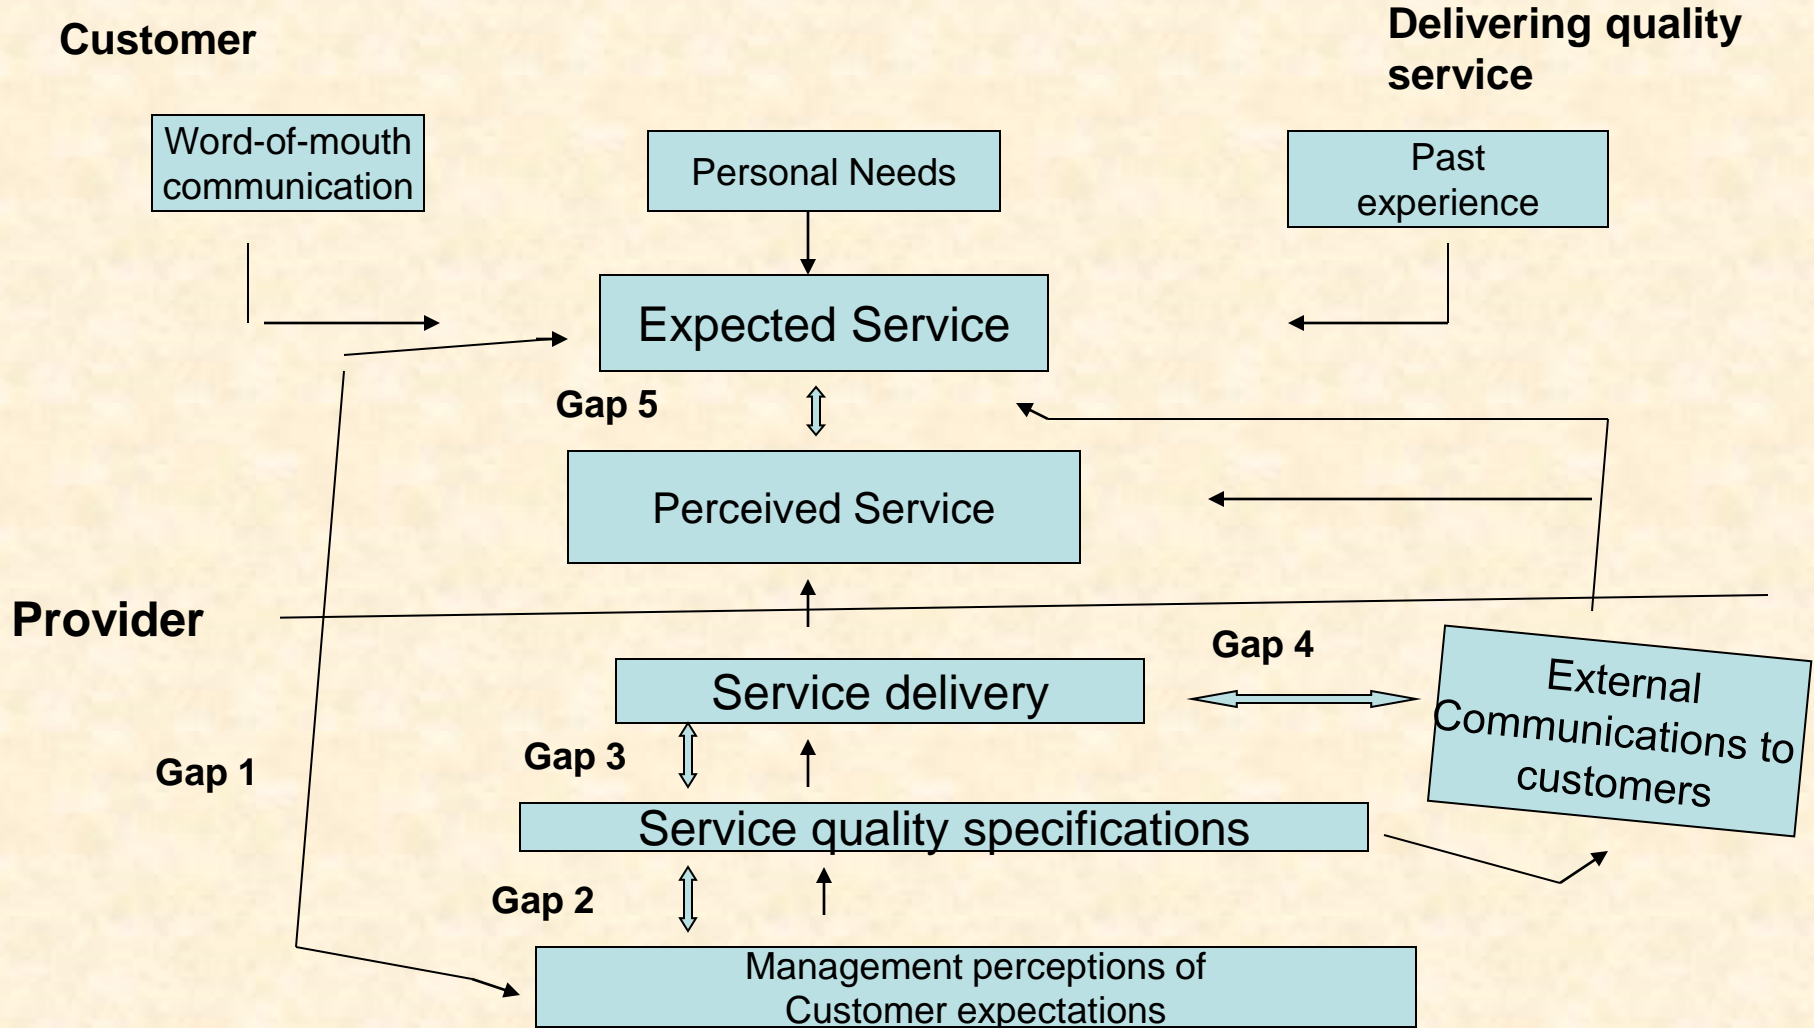 Customer
Delivering quality
service
Word-of-mouth
communication
Personal Needs
Past
experience
Expected Service
Gap 5
Perceived Service
Provider
Gap 4
Service delivery
External
Communications to
customers
Gap 3
Gap 1
Service quality specifications
Gap 2
Management perceptions of
Customer expectations